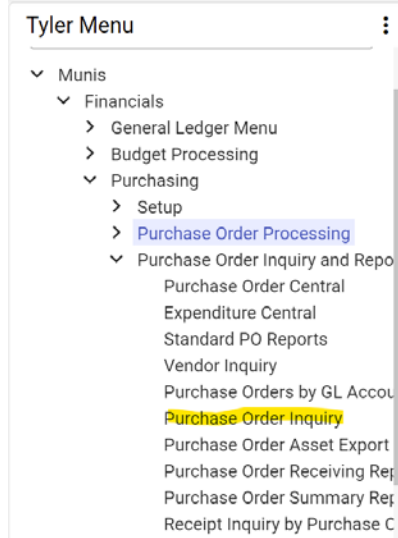 Tyler Menu
Munis
Financials
General Ledger Menu
Budget Processing
Purchasing
Setup
Purchase Order Processing
Purchase Order Inquiry and Repo
Purchase Order Central
Expenditure Central
Standard PO Reports
Vendor Inquiry
Purchase Orders by GL Accou
Purchase Order Inquiry
Purchase Order Asset Export
Purchase Order Receiving Rep
Purchase Order Summary Rep
Receipt Inquiry by Purchase C